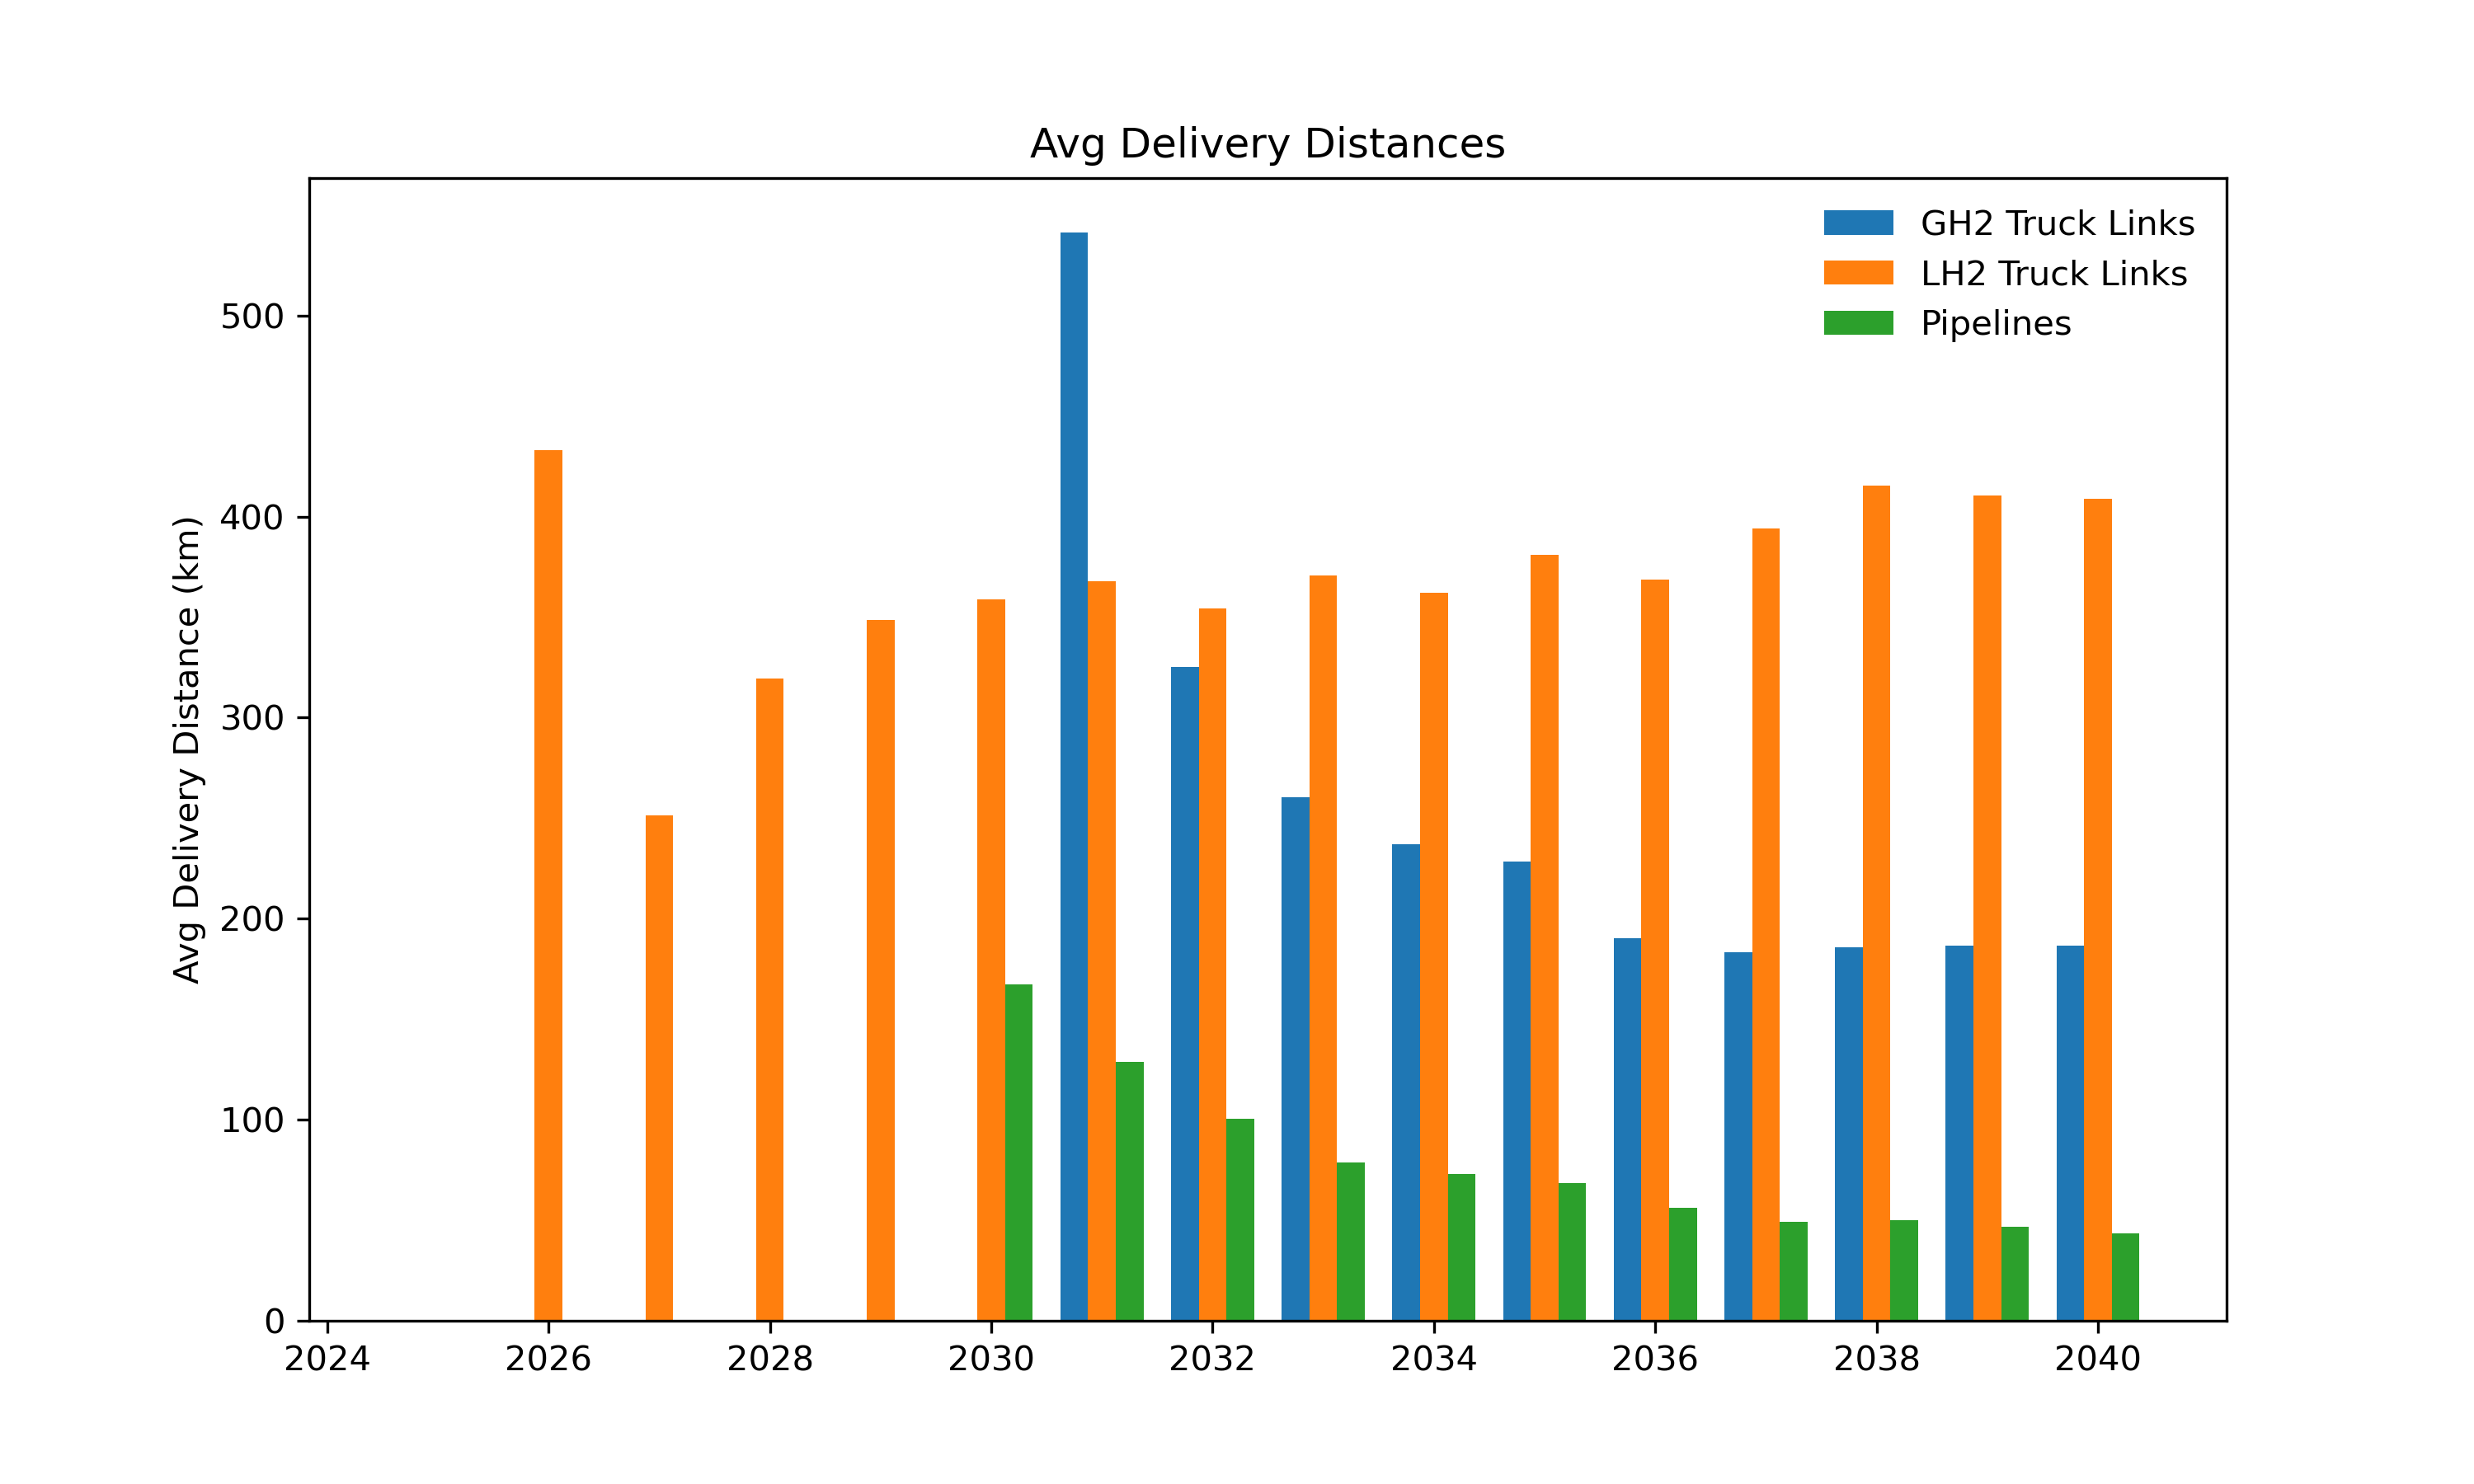 Avg Delivery Distances
GH2 Truck Links
LH2 Truck Links
Pipelines
Avg Delivery Distance (km)
500
400
300
200
100
0
2024 2026 2028 2030 2032 2034 2036 2038 2040